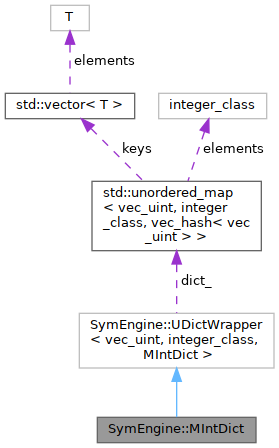 T
elements
std::vector< T >
integer_class
keys
elements
std::unordered_map
< vec_uint, integer
_class, vec_hash< vec
_uint > >
dict_
SymEngine::UDictWrapper
< vec_uint, integer_class,
MIntDict >
SymEngine::MIntDict